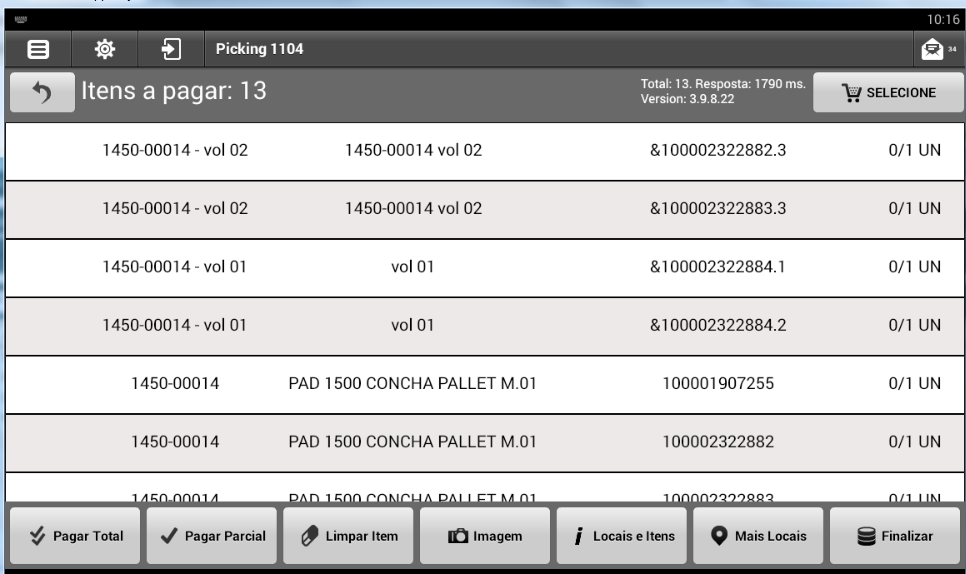 10:16
Picking 1104
34
Itens a pagar: 13
Total: 13. Resposta: 1790 ms.
Version: 3.9.8.22
SELECIONE
1450-00014 - vol 02 1450-00014 vol 02 &100002322882.3 0/1 UN
1450-00014 - vol 02 1450-00014 vol 02 &100002322883.3 0/1 UN
1450-00014 - vol 01 vol 01 &100002322884.1 0/1 UN
1450-00014 - vol 01 vol 01 &100002322884.2 0/1 UN
1450-00014 PAD 1500 CONCHA PALLET M.01 100001907255 0/1 UN
1450-00014 PAD 1500 CONCHA PALLET M.01 100002322882 0/1 UN
1450-00014 PAD 1500 CONCHA PALLET M.01 100002322883 0/1 UN
Pagar Total Pagar Parcial Limpar Item Imagem Locais e Itens Mais Locais Finalizar